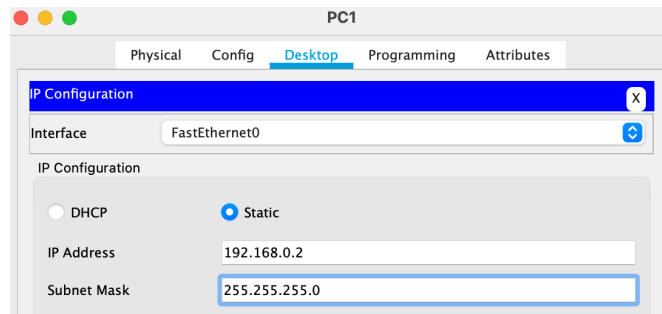 PC1
Physical Config Desktop Programming Attributes
IP Configuration X
Interface FastEthernet0
IP Configuration
DHCP Static
IP Address 192.168.0.2
Subnet Mask 255.255.255.0